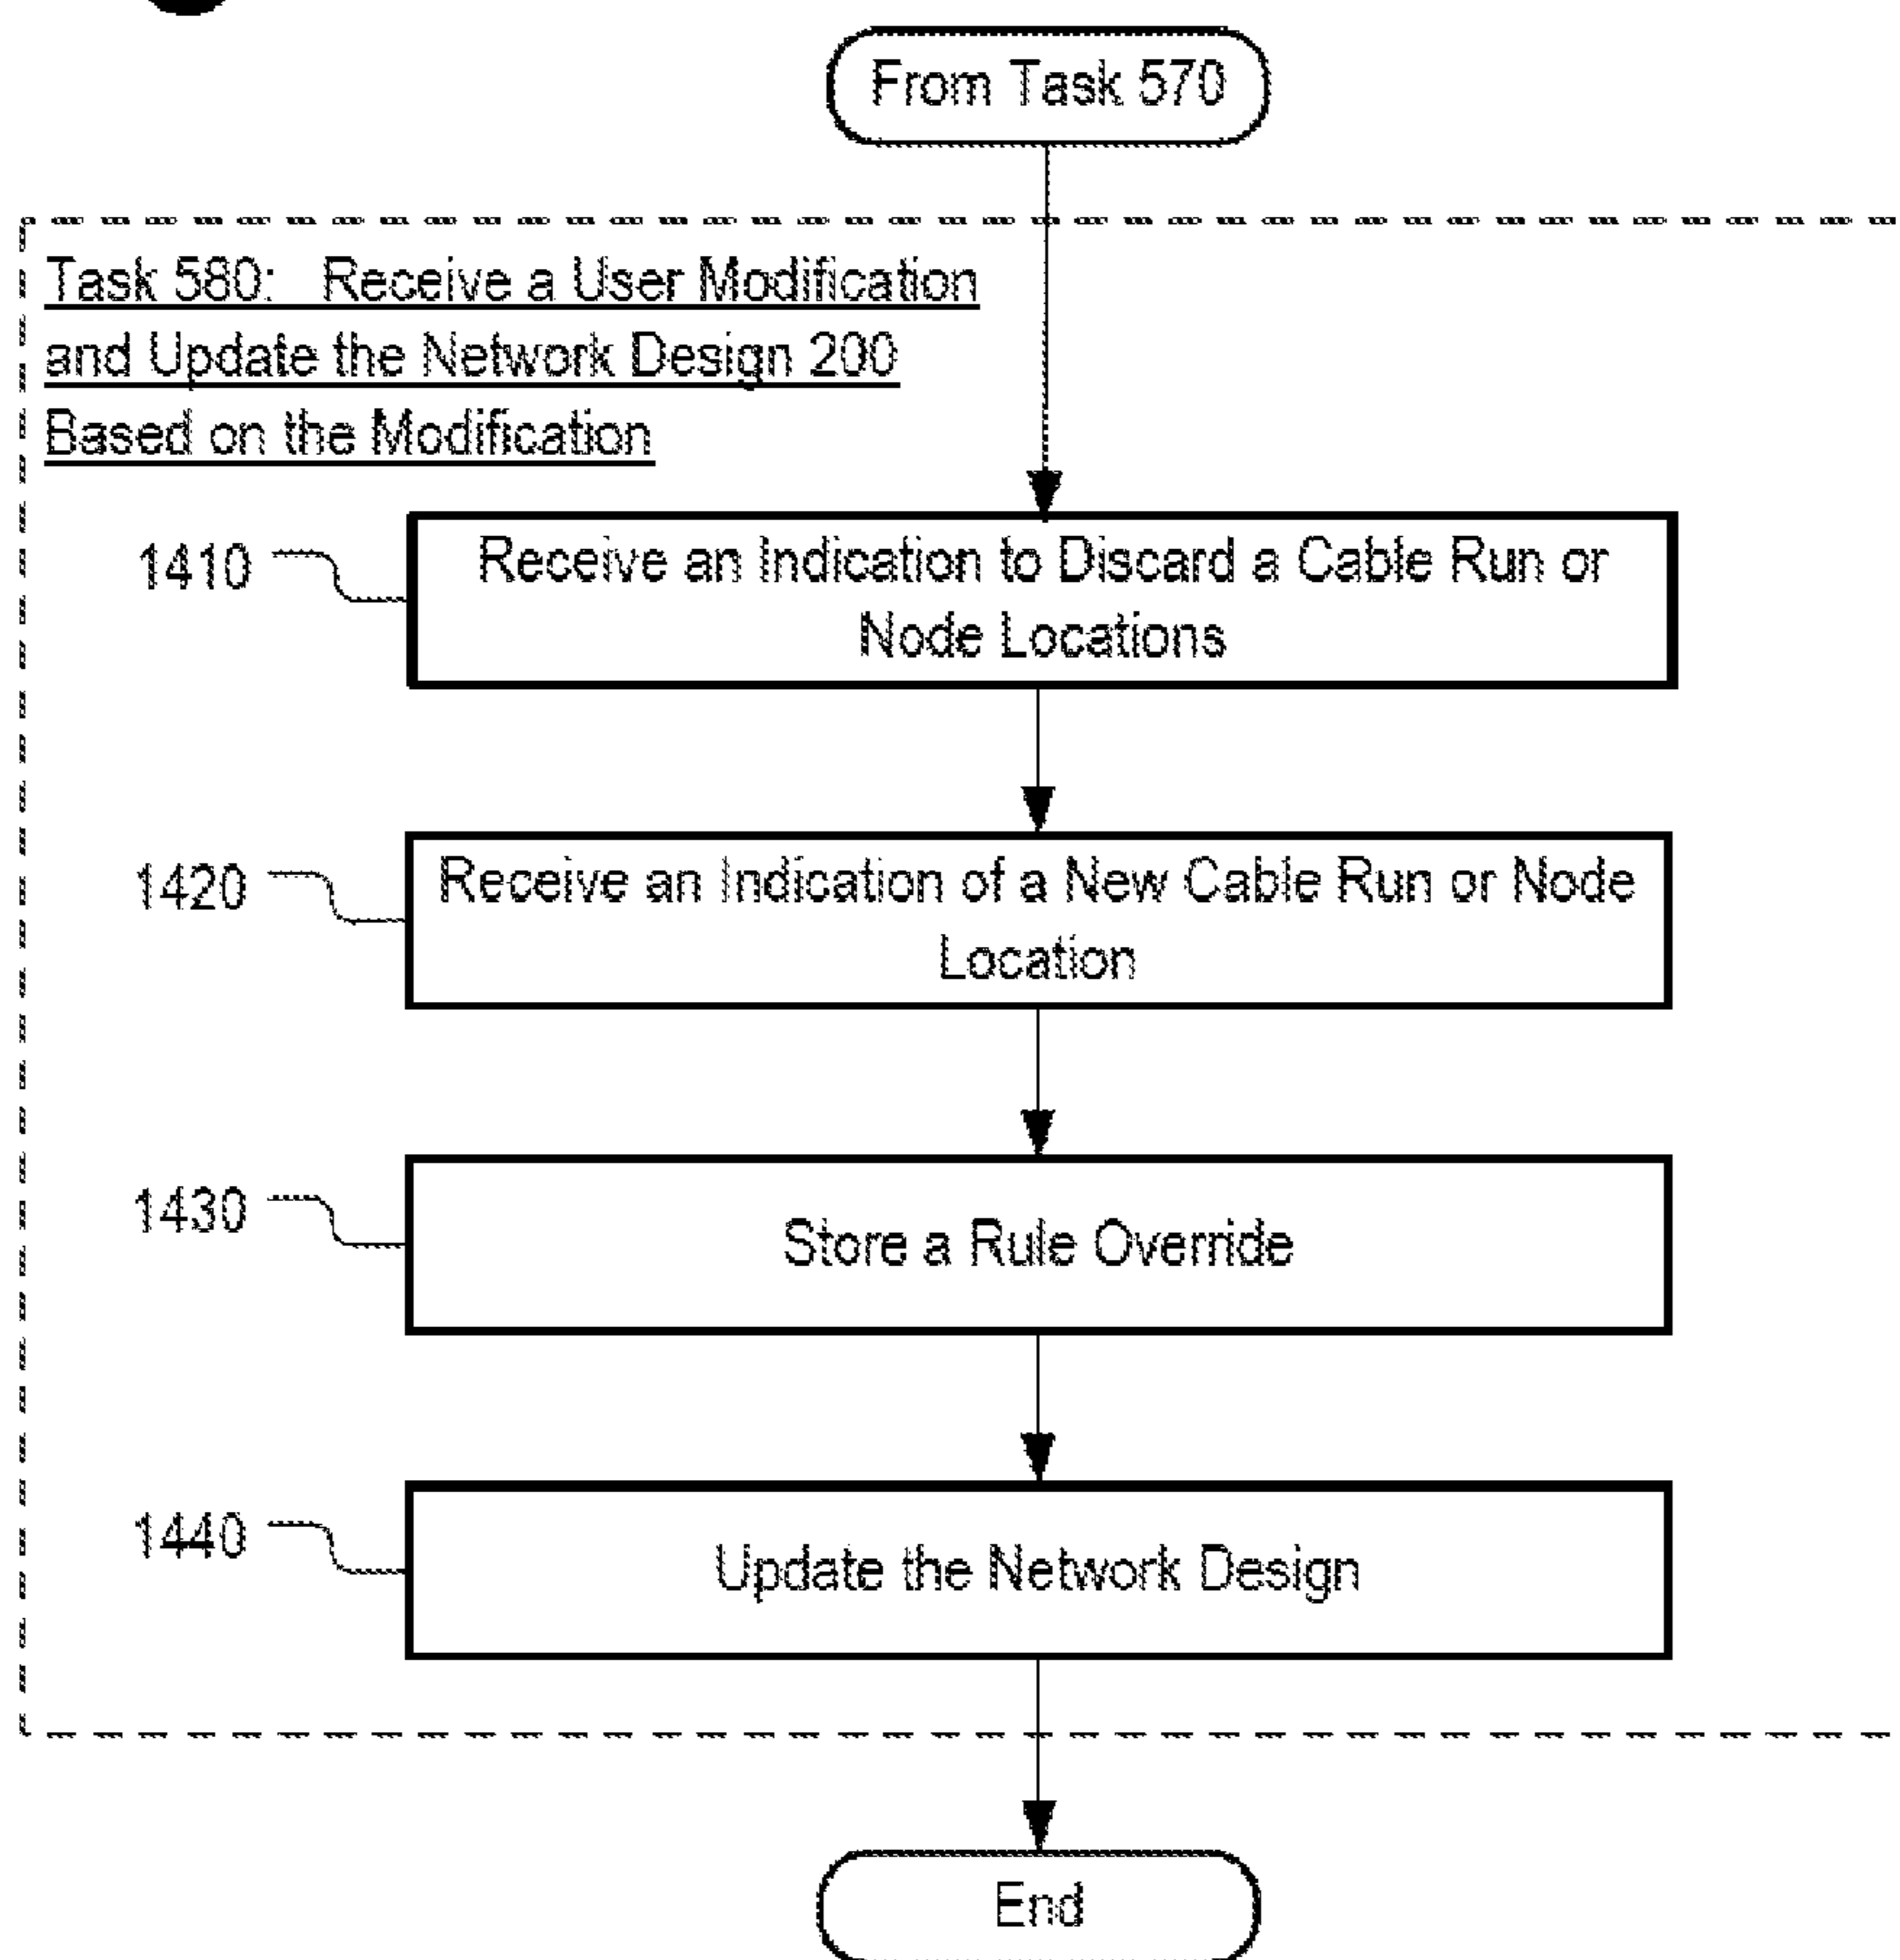 From Task 570
Task 580: Receive a User Modification
and Update the Network Design 200
Based on the Modification
1410
Receive an Indication to Discard a Cable Run or
Node Locations
1420
Receive an Indication of a New Cable Run or Node
Location
1430
Store a Rule Override
1440
Update the Network Design
End